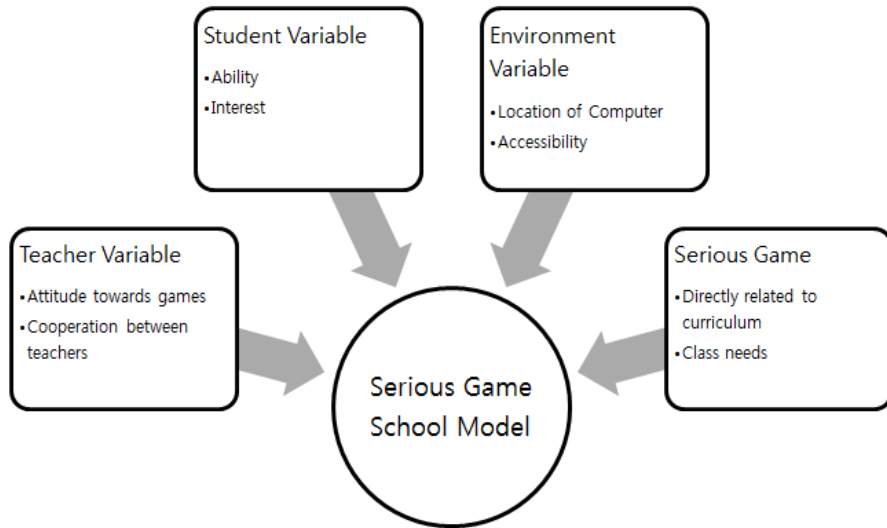 Student Variable
•Ability
•Interest
Environment
Variable
•Location of Computer
•Accessibility
Teacher Variable
•Attitude towards games
•Cooperation between
teachers
Serious Game
•Directly related to
curriculum
•Class needs
Serious Game
School Model